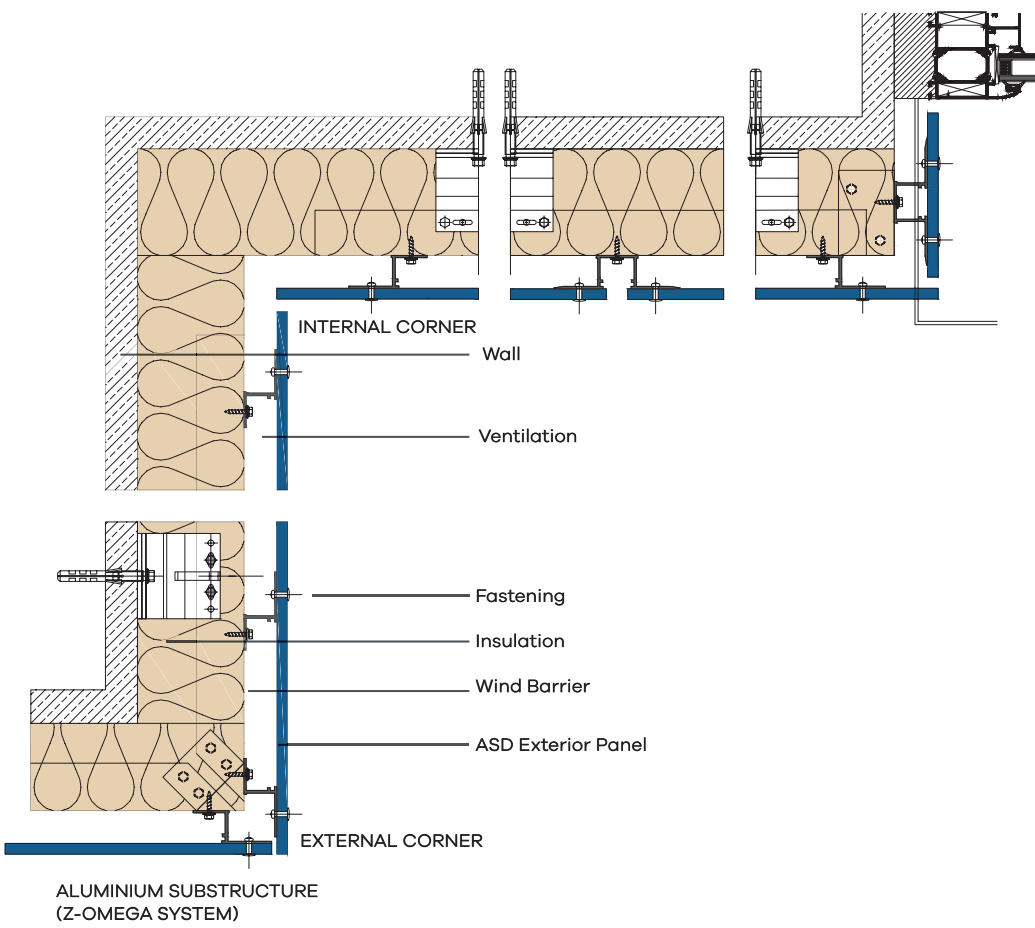 INTERNAL CORNER
Wall
Ventilation
Fastening
Insulation
Wind Barrier
ASD Exterior Panel
EXTERNAL CORNER
ALUMINIUM SUBSTRUCTURE
(Z-OMEGA SYSTEM)